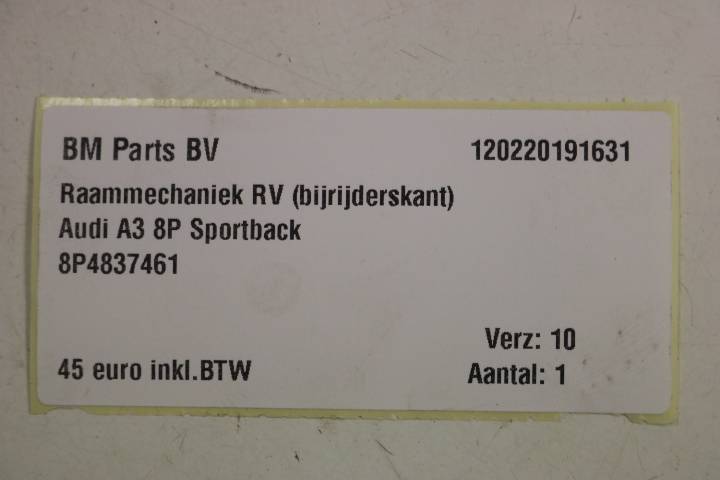 BM Parts BV 120220191631
Raammechaniek RV (bijrijderskant)
Audi A3 8P Sportback
8P4837461
Verz: 10
45 euro inkl.BTW Aantal: 1